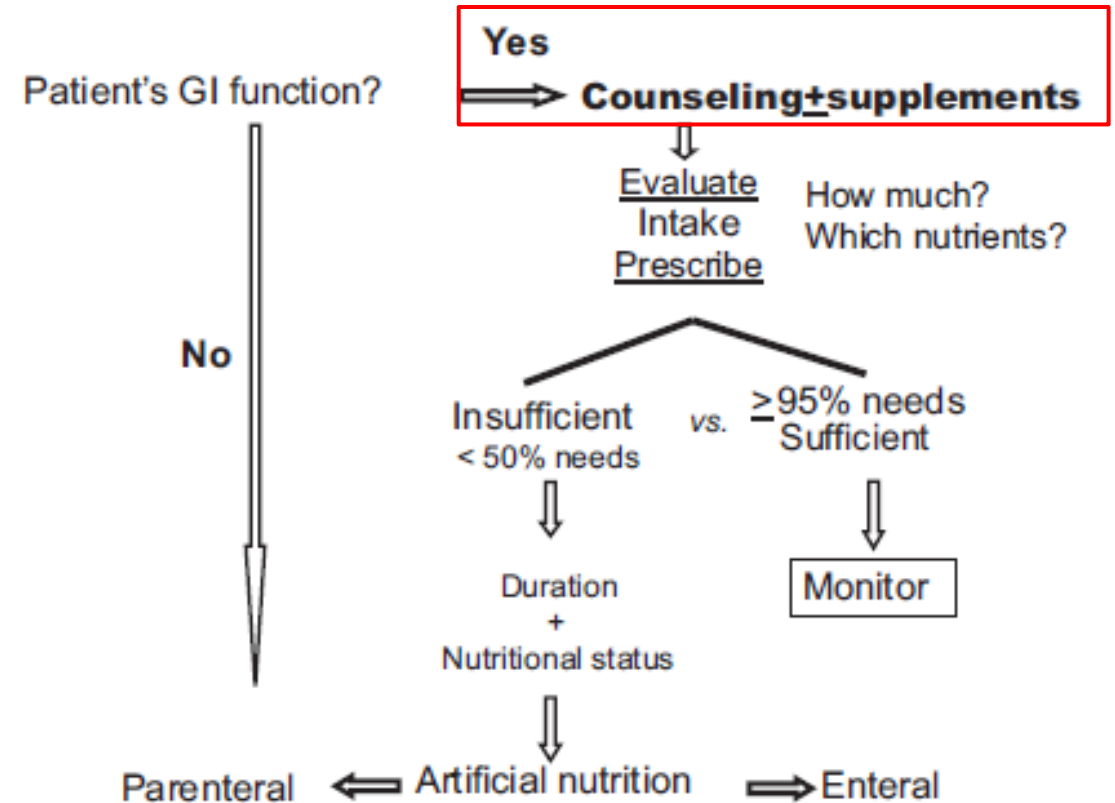 Yes
Patient's GI function?
Counseling±supplements
Evaluate
Intake
Prescribe
How much?
Which nutrients?
No
Insufficient
< 50% needs
vs.
≥95% needs
Sufficient
Duration
+
Nutritional status
Monitor
Parenteral
Artificial nutrition
Enteral